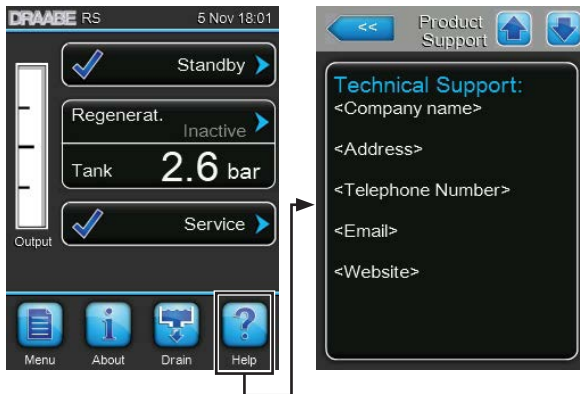 DRAABE RS 5 Nov 18:01
Standby
Regenerat.
Inactive
Tank 2.6 bar
Service
Output
Menu About Drain Help
<< Product
Support
Technical Support:
<Company name>
<Address>
<Telephone Number>
<Email>
<Website>